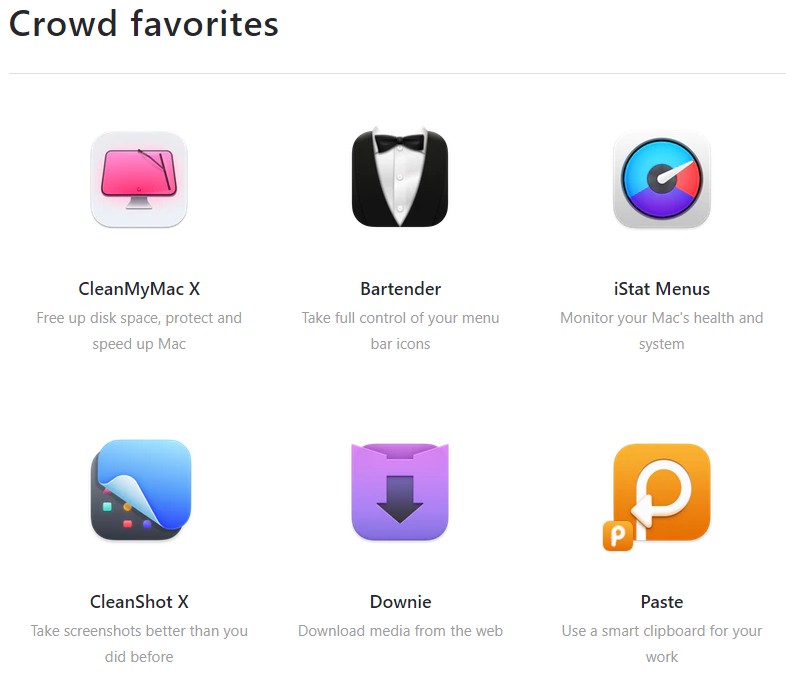 Crowd favorites
CleanMyMac X
Free up disk space, protect and
speed up Mac
Bartender
Take full control of your menu
bar icons
iStat Menus
Monitor your Mac's health and
system
CleanShot X
Take screenshots better than you
did before
Downie
Download media from the web
Paste
Use a smart clipboard for your
work